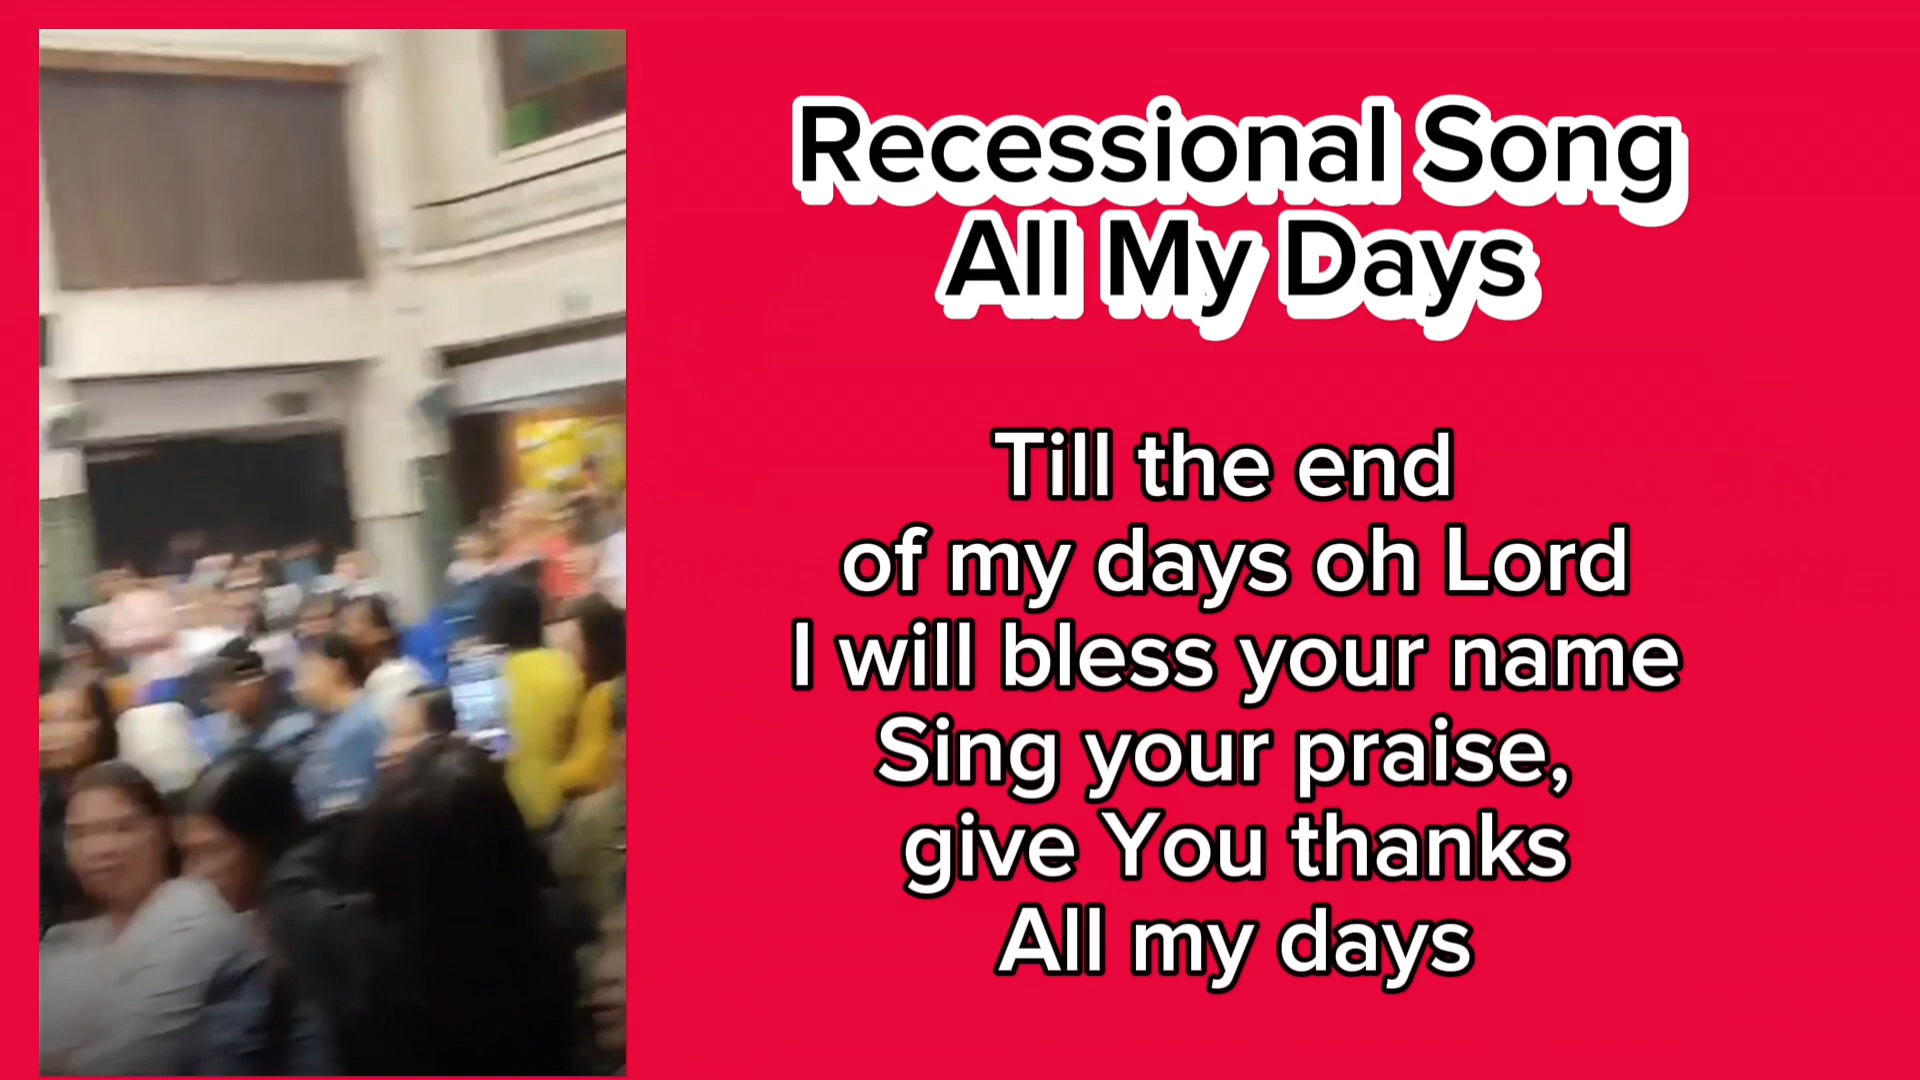 Recessional Song
All My Days
Till the end
of my days oh Lord
I will bless your name
Sing your praise,
give You thanks
All my days